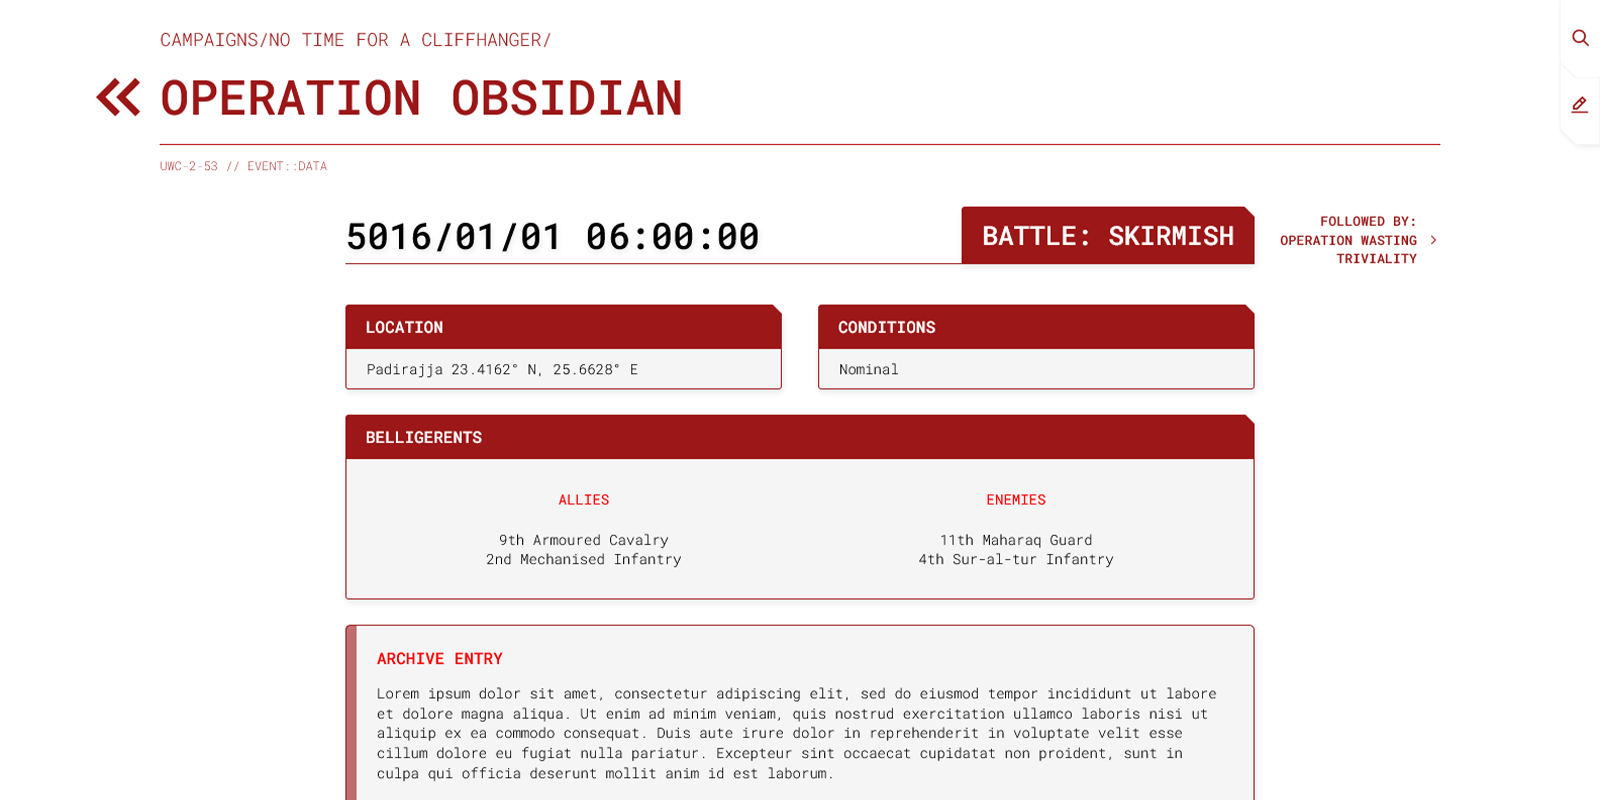 CAMPAIGNS/NO TIME FOR A CLIFFHANGER/
OPERATION OBSIDIAN
UWC-2-53 // EVENT::DATA
5016/01/01 06:00:00
BATTLE: SKIRMISH
FOLLOWED BY:
OPERATION WASTING
TRIVIALITY
LOCATION
Padirajja 23.4162° N, 25.6628° E
CONDITIONS
Nominal
BELLIGERENTS
ALLIES
9th Armoured Cavalry
2nd Mechanised Infantry
ENEMIES
11th Maharaq Guard
4th Sur-al-tur Infantry
ARCHIVE ENTRY
Lorem ipsum dolor sit amet, consectetur adipiscing elit, sed do eiusmod tempor incididunt ut labore
et dolore magna aliqua. Ut enim ad minim veniam, quis nostrud exercitation ullamco laboris nisi ut
aliquip ex ea commodo consequat. Duis aute irure dolor in reprehenderit in voluptate velit esse
cillum dolore eu fugiat nulla pariatur. Excepteur sint occaecat cupidatat non proident, sunt in
culpa qui officia deserunt mollit anim id est laborum.